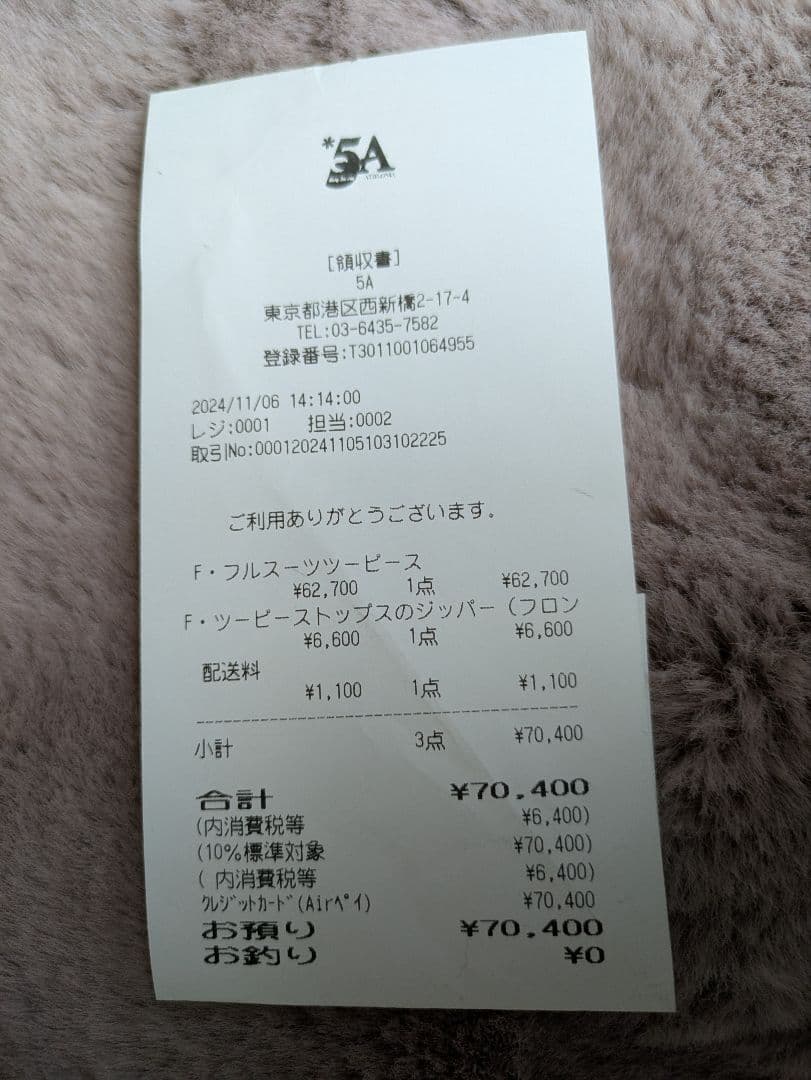 *5A
[領収書]
5A
東京都港区西新橋2-17-4
TEL:03-6435-7582
登録番号:T3011001064955
2024/11/06 14:14:00
レジ:0001 担当:0002
取引No:00012024110510310​2225
ご利用ありがとうございます。
F・フルスーツツーピース
¥62,700 1点 ¥62,700
F・ツーピーストップスのジッパー（フロン
¥6,600 1点 ¥6,600
配送料
¥1,100 1点 ¥1,100
小計 3点 ¥70,400
合計 ¥70,400
(内消費税等 ¥6,400)
(10%標準対象 ¥70,400)
( 内消費税等 ¥6,400)
ｸﾚｼﾞｯﾄｶｰﾄﾞ(Airﾍﾟｲ) ¥70,400
お預り ¥70,400
お釣り ¥0